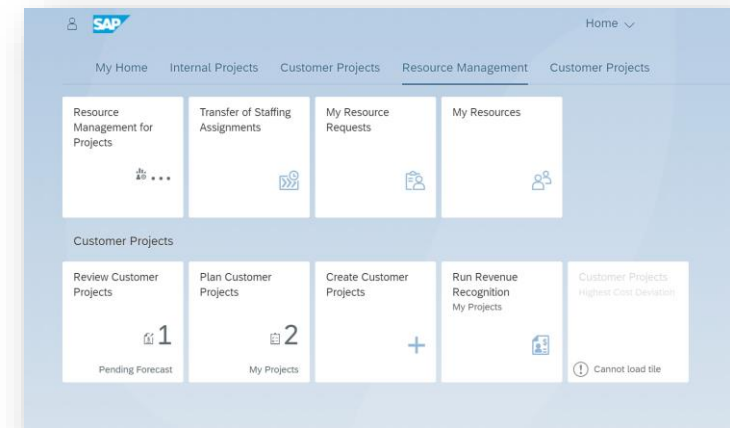 SAP
Home
My Home Internal Projects Customer Projects Resource Management Customer Projects
Resource
Management for
Projects
...
Transfer of Staffing
Assignments
My Resource
Requests
My Resources
Customer Projects
Review Customer
Projects
1
Pending Forecast
Plan Customer
Projects
2
My Projects
Create Customer
Projects
+
Run Revenue
Recognition
My Projects
Customer Projects
Highest Cost Deviation
Cannot load tile